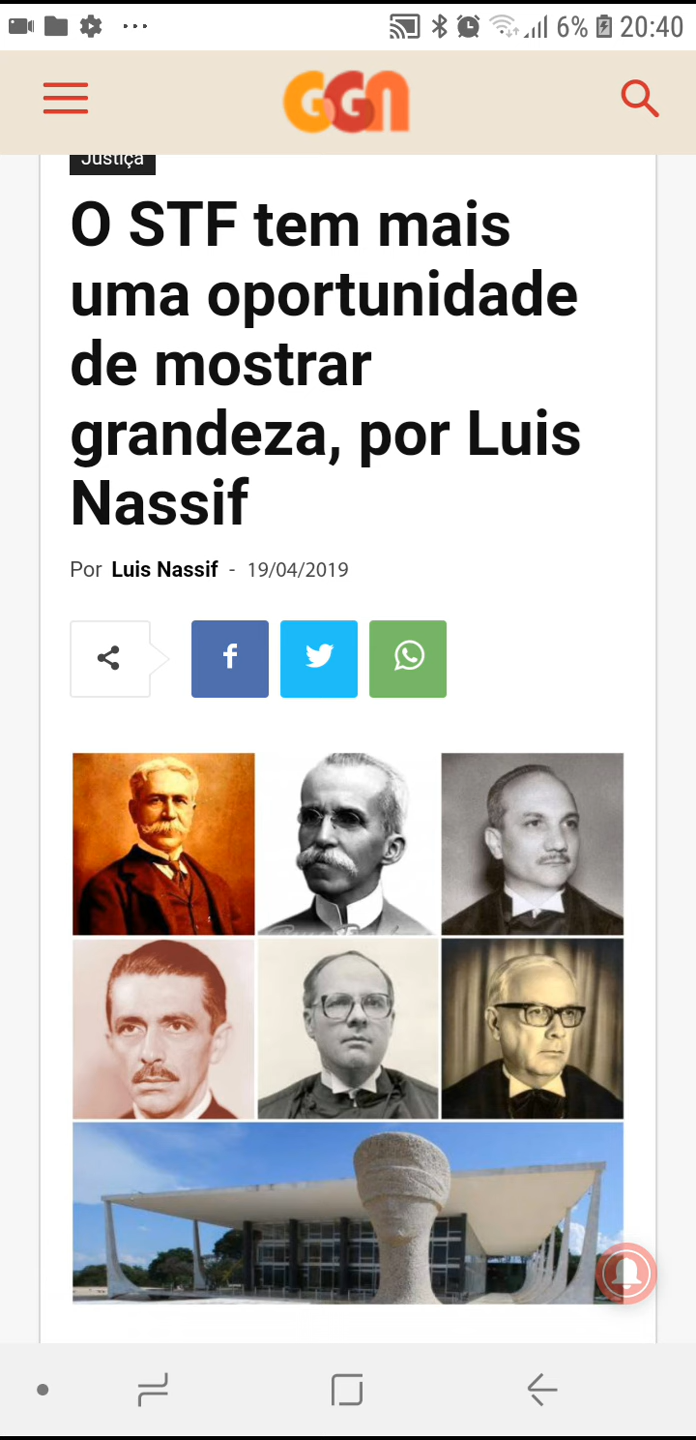 6% 20:40
GGN
Justiça
O STF tem mais
uma oportunidade
de mostrar
grandeza, por Luis
Nassif
Por Luis Nassif - 19/04/2019